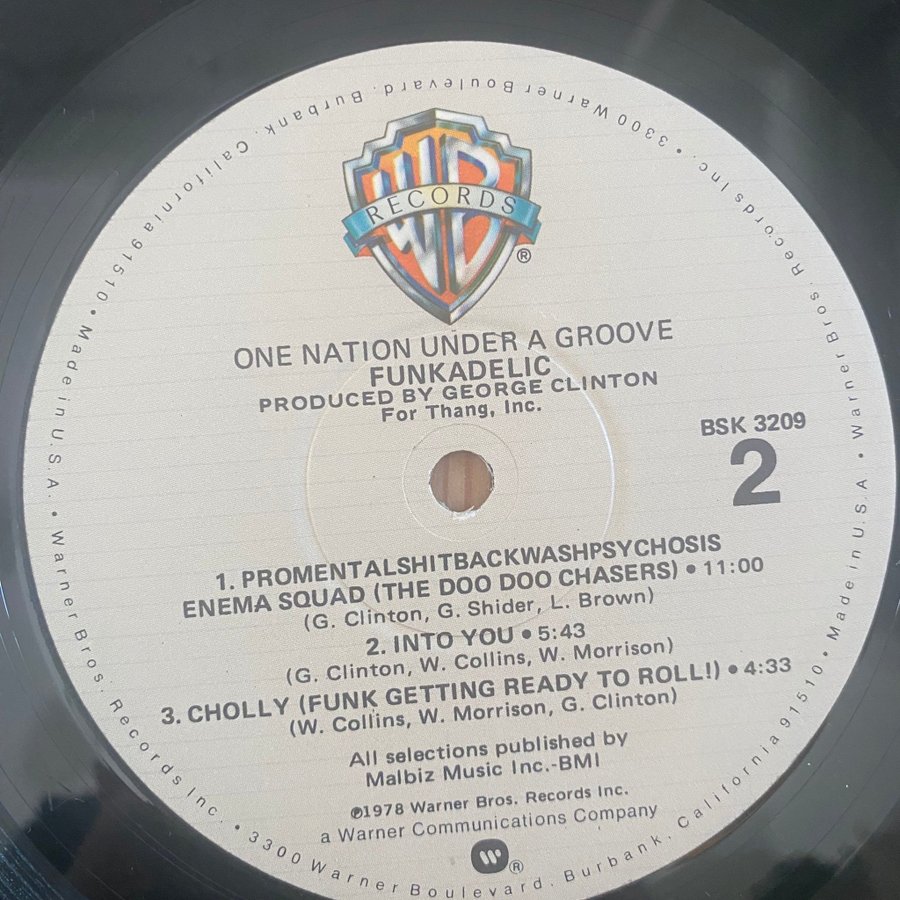 WB
RECORDS
®
ONE NATION UNDER A GROOVE
FUNKADELIC
PRODUCED BY GEORGE CLINTON
For Thang, Inc.
BSK 3209
2
1. PROMENTALSHITBACKWASHPSYCHOSIS
ENEMA SQUAD (THE DOO DOO CHASERS) • 11:00
(G. Clinton, G. Shider, L. Brown)
2. INTO YOU • 5:43
(G. Clinton, W. Collins, W. Morrison)
3. CHOLLY (FUNK GETTING READY TO ROLL!) • 4:33
(W. Collins, W. Morrison, G. Clinton)
All selections published by
Malbiz Music Inc.-BMI
℗1978 Warner Bros. Records Inc.
a Warner Communications Company
W ®
Made in U.S.A. • Warner Bros. Records Inc. • 3300 Warner Boulevard. Burbank, California 91510 • Made in U.S.A. • Warner Bros. Records Inc. • 3300 Warner Boulevard. Burbank. California 91510 •